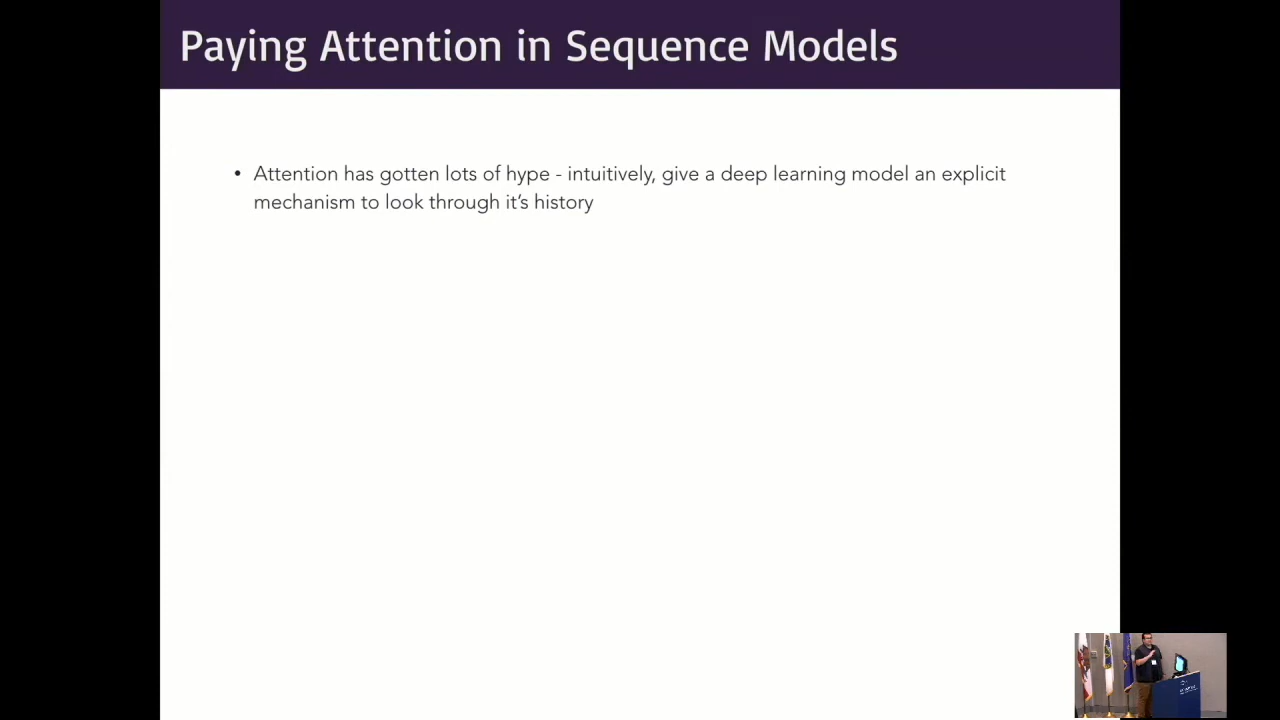 Paying Attention in Sequence Models
• Attention has gotten lots of hype - intuitively, give a deep learning model an explicit
mechanism to look through it’s history